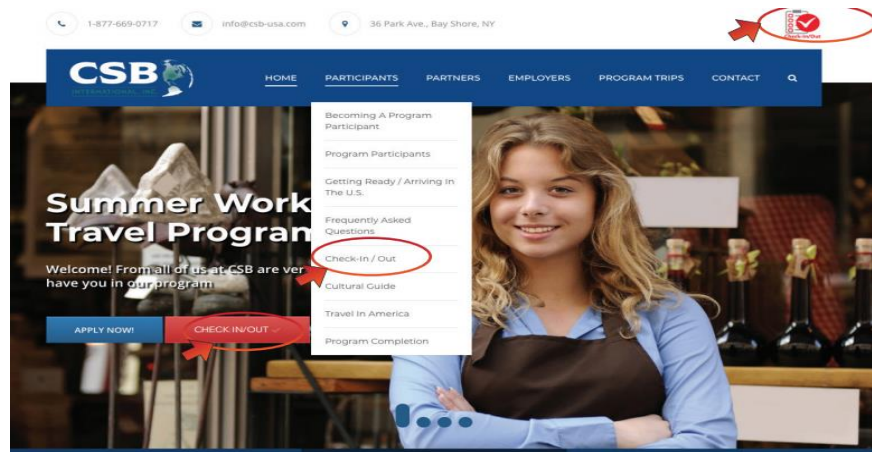 1-877-669-0717
info@csb-usa.com
36 Park Ave., Bay Shore, NY
Check-In/Out
CSB
INTERNATIONAL, INC.
HOME
PARTICIPANTS
PARTNERS
EMPLOYERS
PROGRAM TRIPS
CONTACT
Becoming A Program
Participant
Program Participants
Getting Ready / Arriving In
The U.S.
Frequently Asked
Questions
Check-In / Out
Cultural Guide
Travel In America
Program Completion
Summer Work
Travel Program
Welcome! From all of us at CSB are ver
have you in our program
APPLY NOW!
CHECK IN/OUT